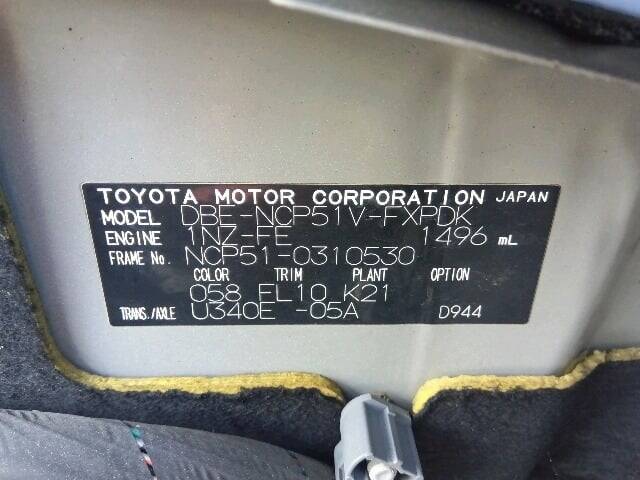 TOYOTA MOTOR CORPORATION JAPAN
MODEL DBE-NCP51V-FXPDK
ENGINE 1NZ-FE 1496 mL
FRAME No. NCP51-0310530
COLOR TRIM PLANT OPTION
058 FL10 K21
TRANS./AXLE U340E -05A D944